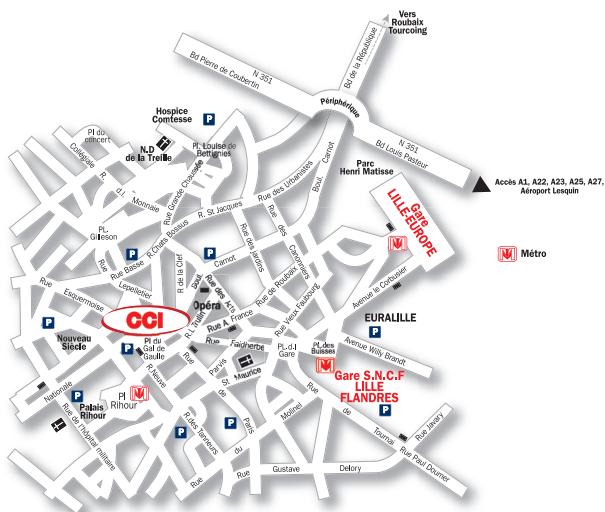 Vers
Roubaix
Tourcoing
Bd de la République
N 351
Bd Pierre de Coubertin
Périphérique
N 351
Bd Louis Pasteur
Hospice
Comtesse
P
Pl du
concert
Collegiale
N.D
de la Treille
Pl. Louise de
Bettignies
Boul. Carnot
Parc
Henri Matisse
Accès A1, A22, A23, A25, A27,
Aéroport Lesquin
R. d.l. Monnaie
Rue Grande Chaussée
Rue des Urbanistes
R. St Jacques
Gare
LILLE-EUROPE
Métro
PL.
Gileson
R.Chats Bossus
Rue des Jardins
Rue des Canonniers
P
Rue Basse
P
Boul. Carnot
R de la Clef
Rue
Esquermoise
Lepelletier
Rue de Roubaix
Avenue le Corbusier
Opéra
Rue des Arts
CCI
R.L.Trulin
Rue A. France
Rue Vieux Faubourg
EURALILLE
P
P
Nouveau
Siècle
P
Pl du
Gal de
Gaulle
Rue Faidherbe
PL.d.l
Gare
PL.des
Buisses
Avenue Willy Brandt
Parvis
St
Maurice
Gare S.N.C.F
LILLE
FLANDRES
Nationale
P
Pl
Rihour
Palais
Rihour
R.Neuve
P
Rue de l'hôpital militaire
P
P
R.des Tanneurs
Rue de Paris
Rue du Molinel
Rue de Tournai
Rue Javary
Rue Paul Doumer
Rue Gustave Delory